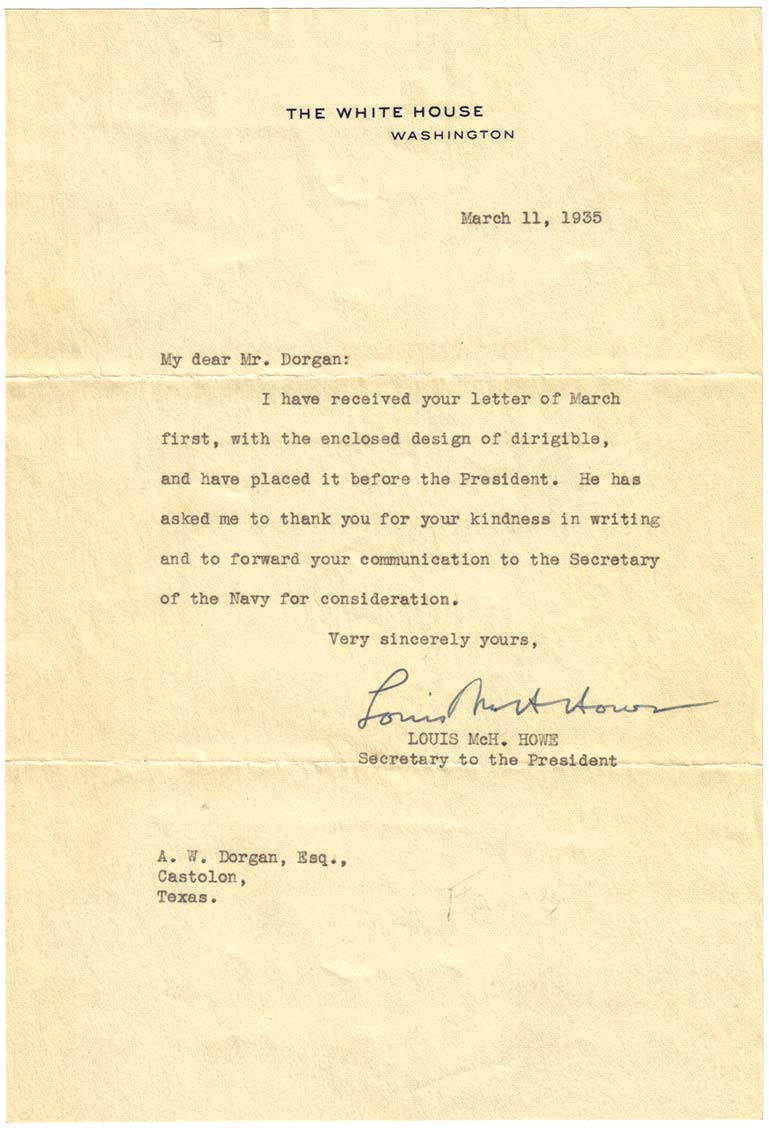 THE WHITE HOUSE
WASHINGTON
March 11, 1935
My dear Mr. Dorgan:
I have received your letter of March
first, with the enclosed design of dirigible,
and have placed it before the President. He has
asked me to thank you for your kindness in writing
and to forward your communication to the Secretary
of the Navy for consideration.
Very sincerely yours,
Louis McH Howe
LOUIS McH. HOWE
Secretary to the President
A. W. Dorgan, Esq.,
Castolon,
Texas.